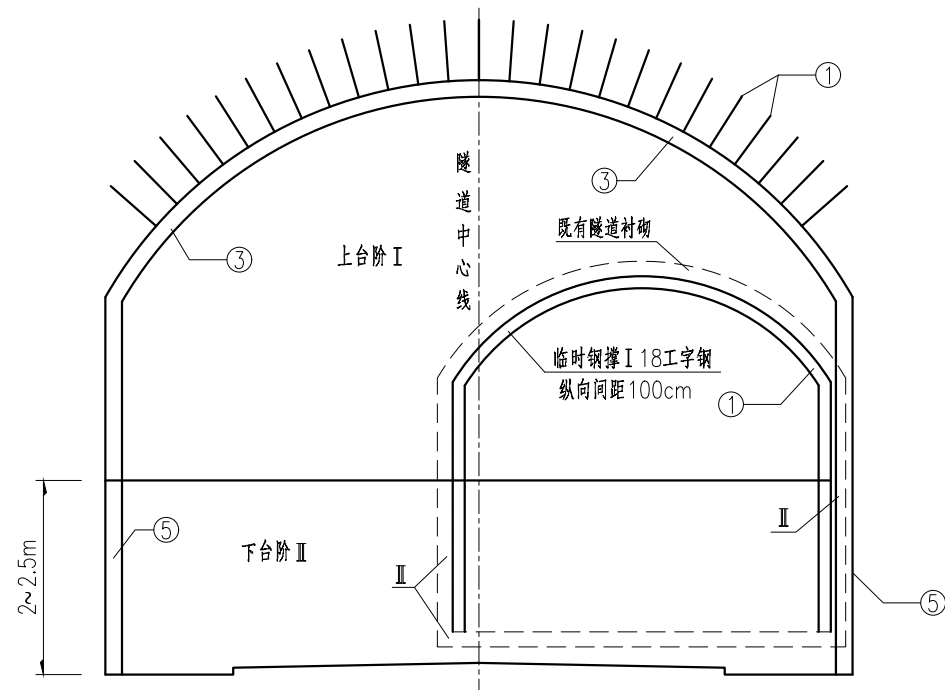 ①
隧道中心线
③
既有隧道衬砌
③
上台阶Ⅰ
临时钢撑Ⅰ18工字钢
纵向间距100cm
①
Ⅱ
⑤
下台阶Ⅱ
Ⅱ
⑤
2~2.5m